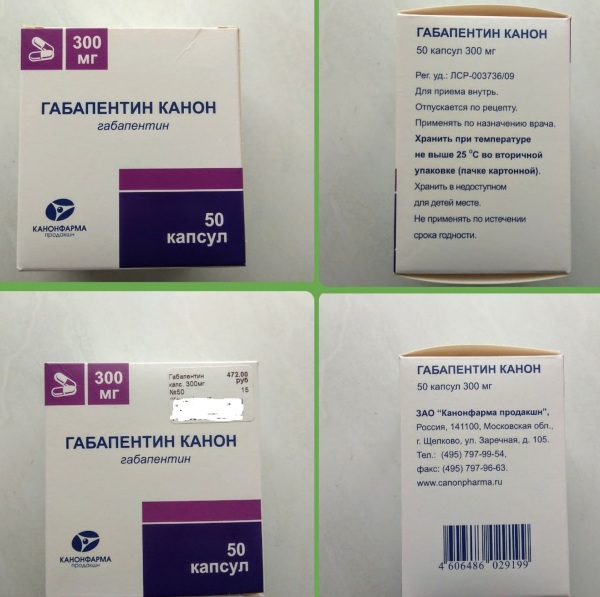 300
МГ
ГАБАПЕНТИН КАНОН
габапентин
50
капсул
КАНОНФАРМА
продакшн
ГАБАПЕНТИН КАНОН
50 капсул 300 мг
Рег. уд.: ЛСР-003736/09
Для приема внутрь.
Отпускается по рецепту.
Применять по назначению врача.
Хранить при температуре
не выше 25 °С во вторичной
упаковке (пачке картонной).
Хранить в недоступном
для детей месте.
Не применять по истечении
срока годности.
300
МГ
Габапентин 472.00
капс. 300мг руб
№50 15
ГАБАПЕНТИН КАНОН
габапентин
50
капсул
КАНОНФАРМА
продакшн
ГАБАПЕНТИН КАНОН
50 капсул 300 мг
ЗАО "Канонфарма продакшн",
Россия, 141100, Московская обл.,
г. Щелково, ул. Заречная, д. 105.
Тел.: (495) 797-99-54,
факс: (495) 797-96-63.
www.canonpharma.ru
4 606486 029199